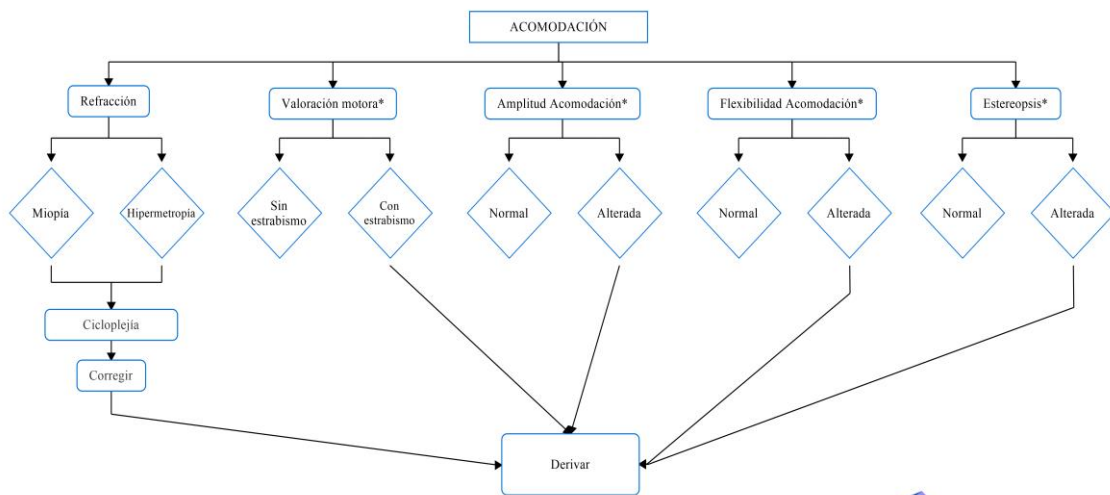 ACOMODACIÓN
Refracción
Valoración motora*
Amplitud Acomodación*
Flexibilidad Acomodación*
Estereopsis*
Miopía
Hipermetropía
Sin
estrabismo
Con
estrabismo
Normal
Alterada
Normal
Alterada
Normal
Alterada
Cicloplejía
Corregir
Derivar